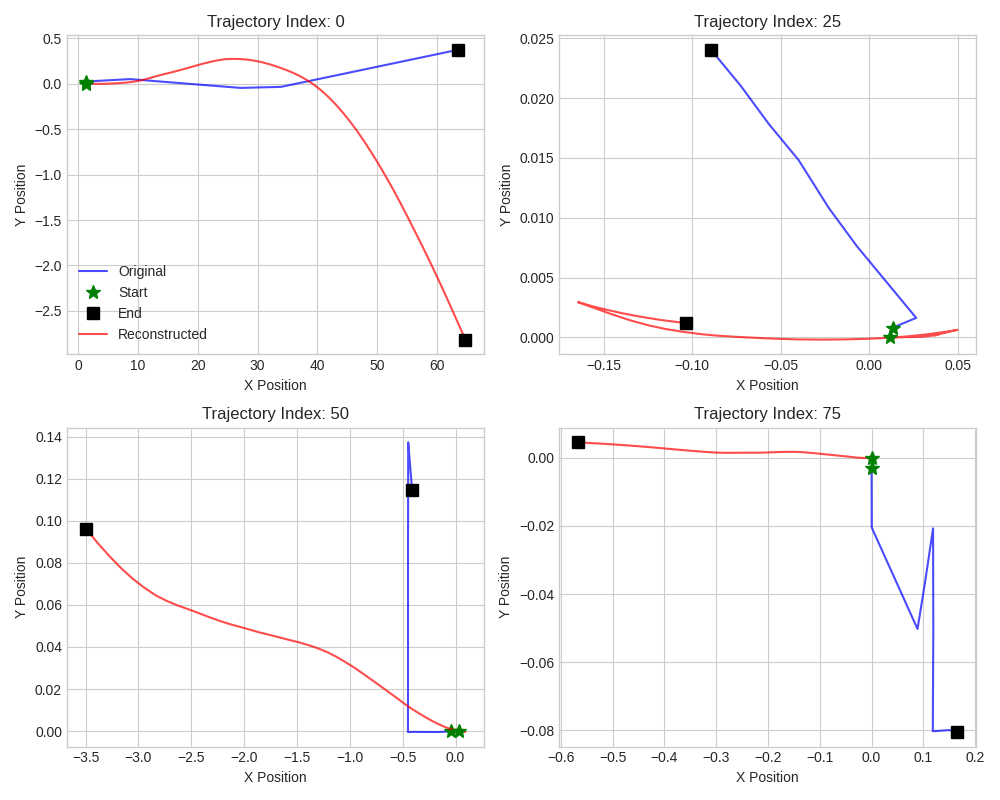 Trajectory Index: 0
0.5
0.0
−0.5
−1.0
−1.5
−2.0
−2.5
Y Position
Original
Start
End
Reconstructed
0 10 20 30 40 50 60
X Position
Trajectory Index: 25
0.025
0.020
0.015
0.010
0.005
0.000
Y Position
−0.15 −0.10 −0.05 0.00 0.05
X Position
Trajectory Index: 50
0.14
0.12
0.10
0.08
0.06
0.04
0.02
0.00
Y Position
−3.5 −3.0 −2.5 −2.0 −1.5 −1.0 −0.5 0.0
X Position
Trajectory Index: 75
0.00
−0.02
−0.04
−0.06
−0.08
Y Position
−0.6 −0.5 −0.4 −0.3 −0.2 −0.1 0.0 0.1 0.2
X Position